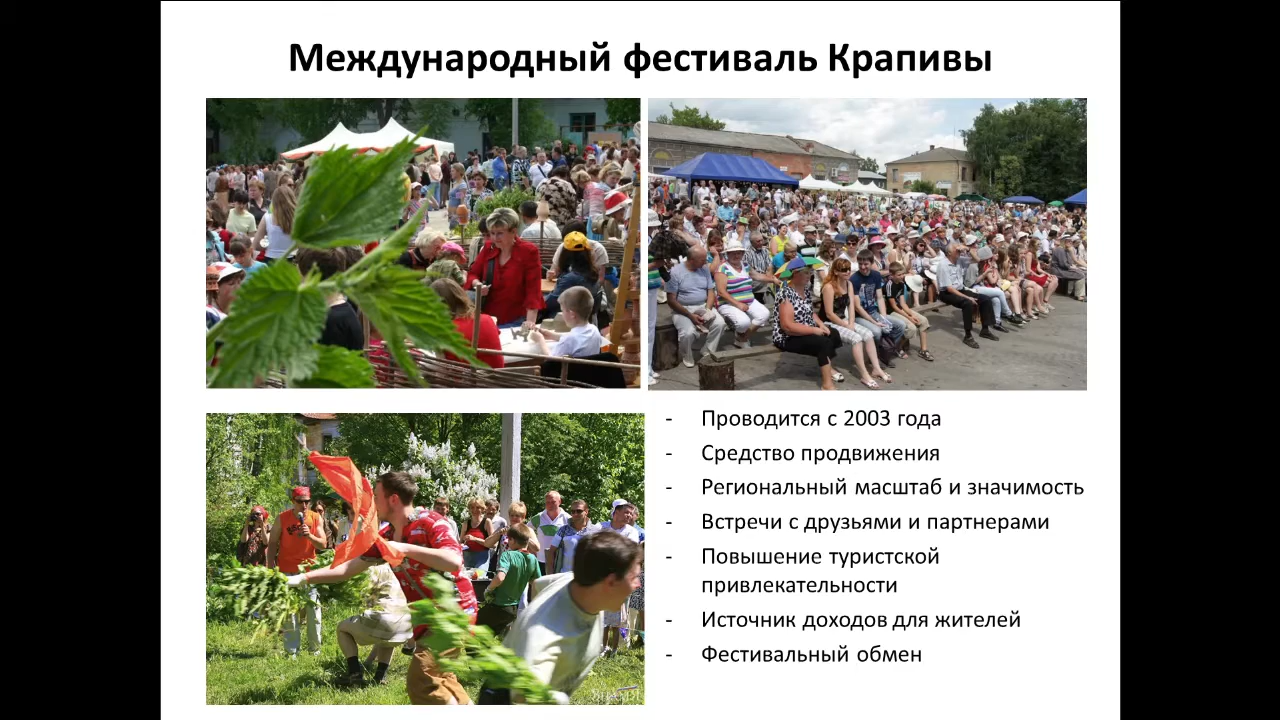 Международный фестиваль Крапивы
- Проводится с 2003 года
- Средство продвижения
- Региональный масштаб и значимость
- Встречи с друзьями и партнерами
- Повышение туристской
привлекательности
- Источник доходов для жителей
- Фестивальный обмен